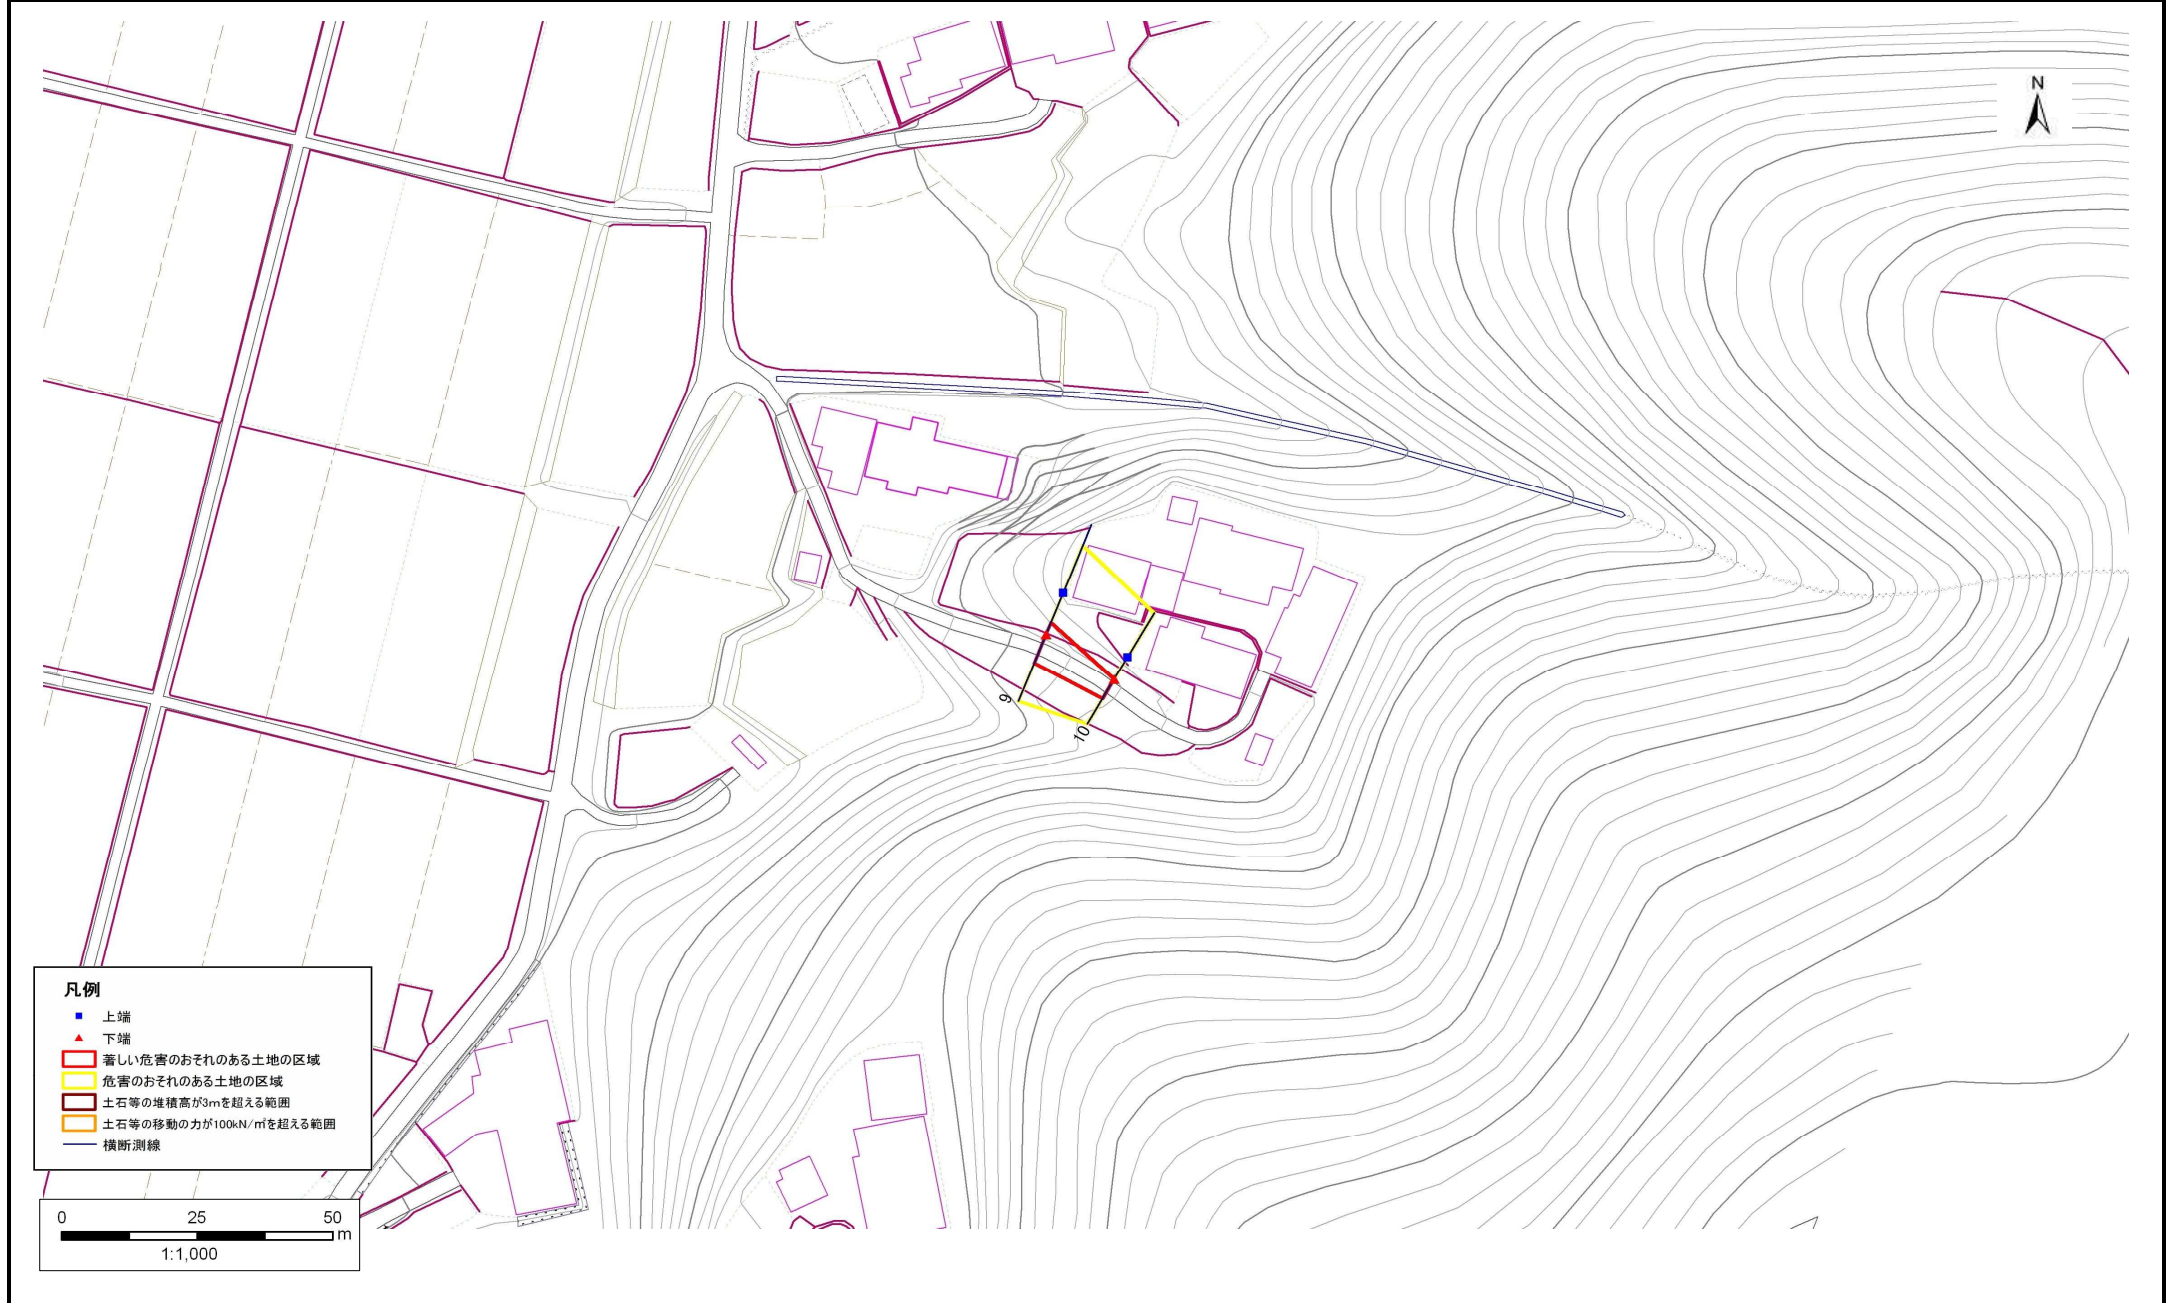 N
9
10
凡例
上端
下端
著しい危害のおそれのある土地の区域
危害のおそれのある土地の区域
土石等の堆積高が3mを超える範囲
土石等の移動の力が100kN/㎡を超える範囲
横断測線
0 25 50
m
1:1,000